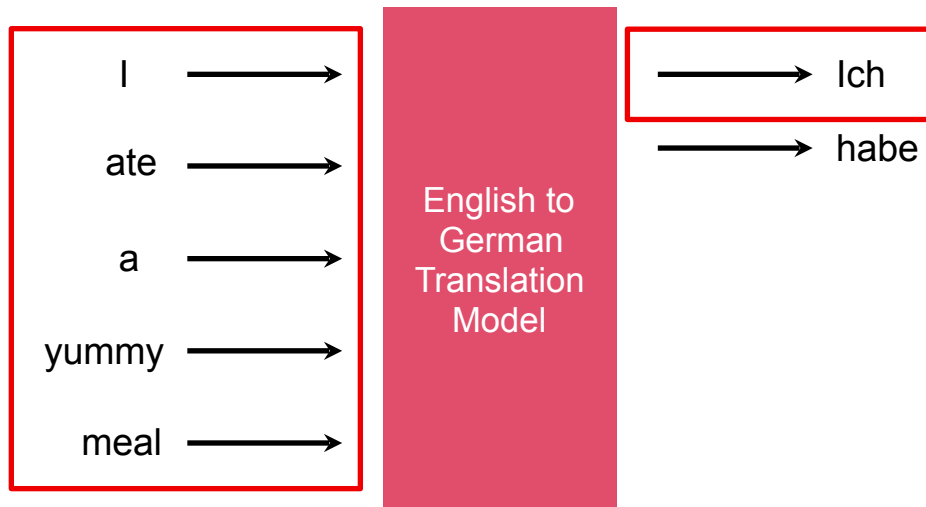 I
ate
a
yummy
meal
English to
German
Translation
Model
Ich
habe